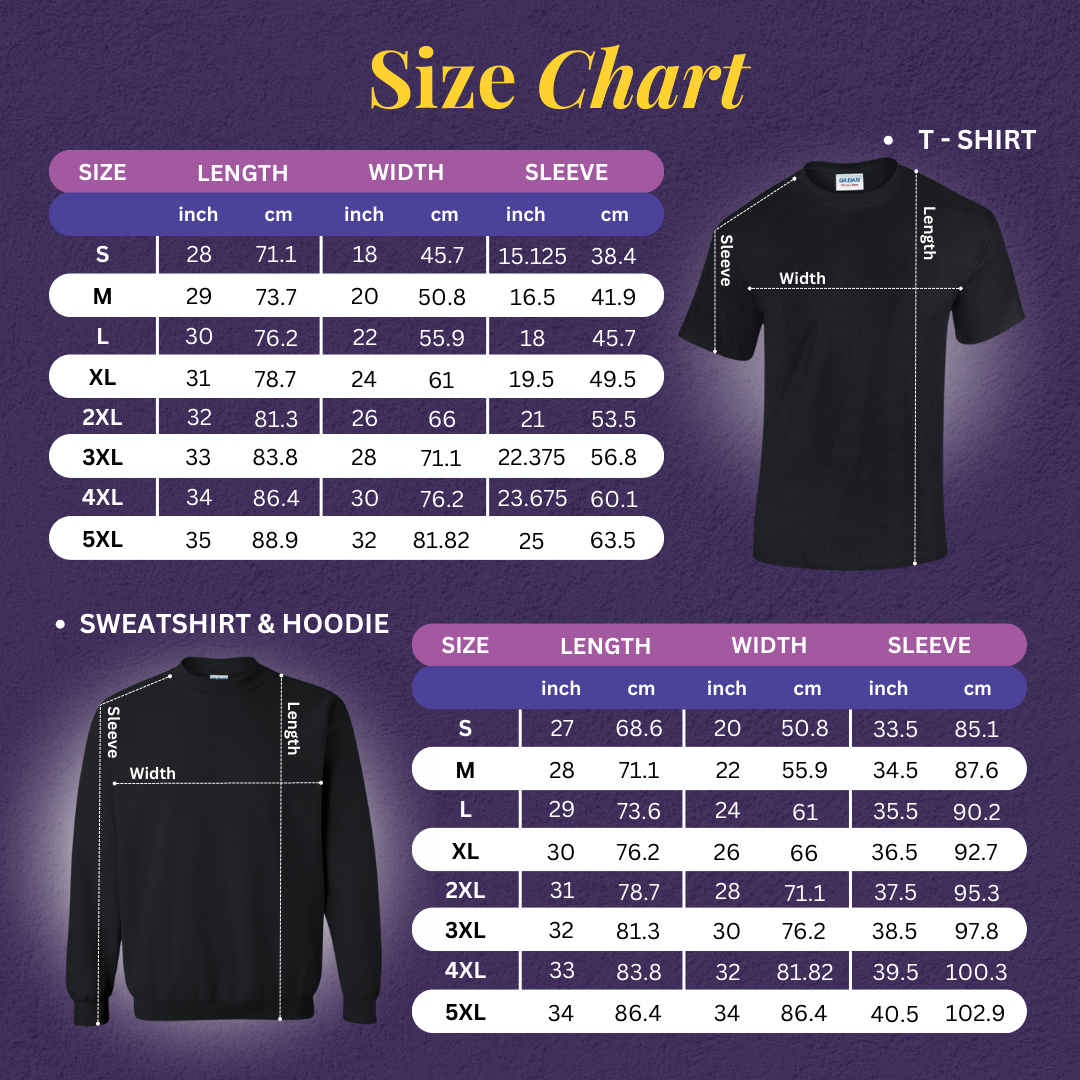 Size Chart
• T - SHIRT
SIZE LENGTH WIDTH SLEEVE
inch cm inch cm inch cm
S 28 71.1 18 45.7 15.125 38.4
M 29 73.7 20 50.8 16.5 41.9
L 30 76.2 22 55.9 18 45.7
XL 31 78.7 24 61 19.5 49.5
2XL 32 81.3 26 66 21 53.5
3XL 33 83.8 28 71.1 22.375 56.8
4XL 34 86.4 30 76.2 23.675 60.1
5XL 35 88.9 32 81.82 25 63.5
GILDAN
Sleeve
Width
Length
• SWEATSHIRT & HOODIE
SIZE LENGTH WIDTH SLEEVE
inch cm inch cm inch cm
S 27 68.6 20 50.8 33.5 85.1
M 28 71.1 22 55.9 34.5 87.6
L 29 73.6 24 61 35.5 90.2
XL 30 76.2 26 66 36.5 92.7
2XL 31 78.7 28 71.1 37.5 95.3
3XL 32 81.3 30 76.2 38.5 97.8
4XL 33 83.8 32 81.82 39.5 100.3
5XL 34 86.4 34 86.4 40.5 102.9
Sleeve
Width
Length